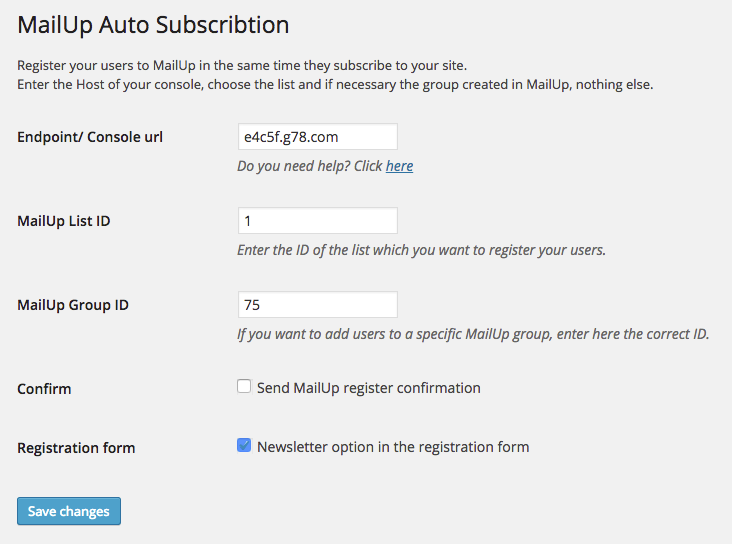 MailUp Auto Subscribtion
Register your users to MailUp in the same time they subscribe to your site.
Enter the Host of your console, choose the list and if necessary the group created in MailUp, nothing else.
Endpoint/ Console url
e4c5f.g78.com
Do you need help? Click here
MailUp List ID
1
Enter the ID of the list which you want to register your users.
MailUp Group ID
75
If you want to add users to a specific MailUp group, enter here the correct ID.
Confirm
Send MailUp register confirmation
Registration form
Newsletter option in the registration form
Save changes